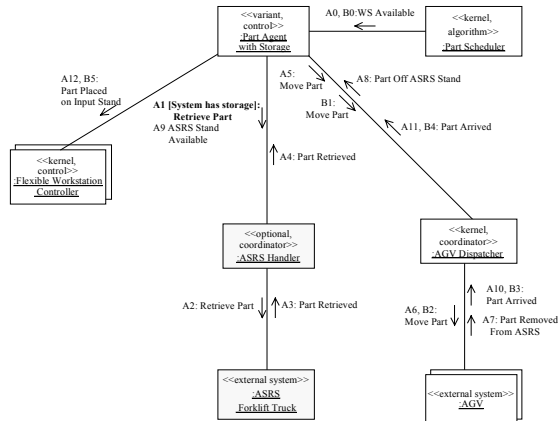 <<variant,
control>>
:Part Agent
with Storage
A0, B0:WS Available
<<kernel,
algorithm>>
:Part Scheduler
A12, B5:
Part Placed
on Input Stand
A1 [System has storage]:
Retrieve Part
A9 ASRS Stand
Available
A4: Part Retrieved
A5:
Move Part
B1:
Move Part
A8: Part Off ASRS Stand
A11, B4: Part Arrived
<<kernel,
control>>
:Flexible Workstation
Controller
<<optional,
coordinator>>
:ASRS Handler
<<kernel,
coordinator>>
:AGV Dispatcher
A2: Retrieve Part
A3: Part Retrieved
A6, B2:
Move Part
A10, B3:
Part Arrived
A7: Part Removed
From ASRS
<<external system>>
:ASRS
Forklift Truck
<<external system>>
:AGV